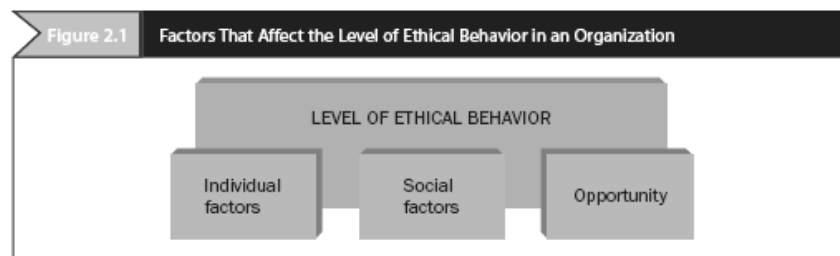 Figure 2.1 Factors That Affect the Level of Ethical Behavior in an Organization
LEVEL OF ETHICAL BEHAVIOR
Individual
factors
Social
factors
Opportunity